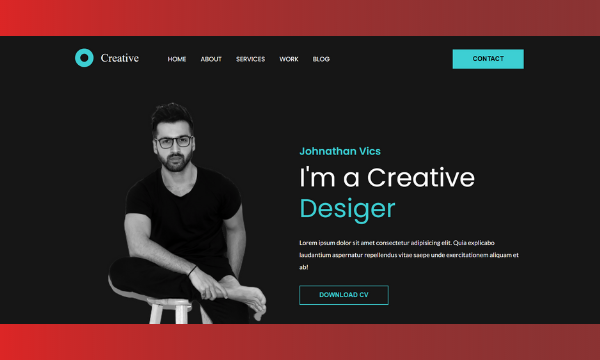 Creative
HOME ABOUT SERVICES WORK BLOG
CONTACT
Johnathan Vics
I'm a Creative
Desiger
Lorem ipsum dolor sit amet consectetur adipisicing elit. Quia explicabo
laudantium aspernatur repellendus vitae saepe unde exercitationem aliquam et
ab!
DOWNLOAD CV